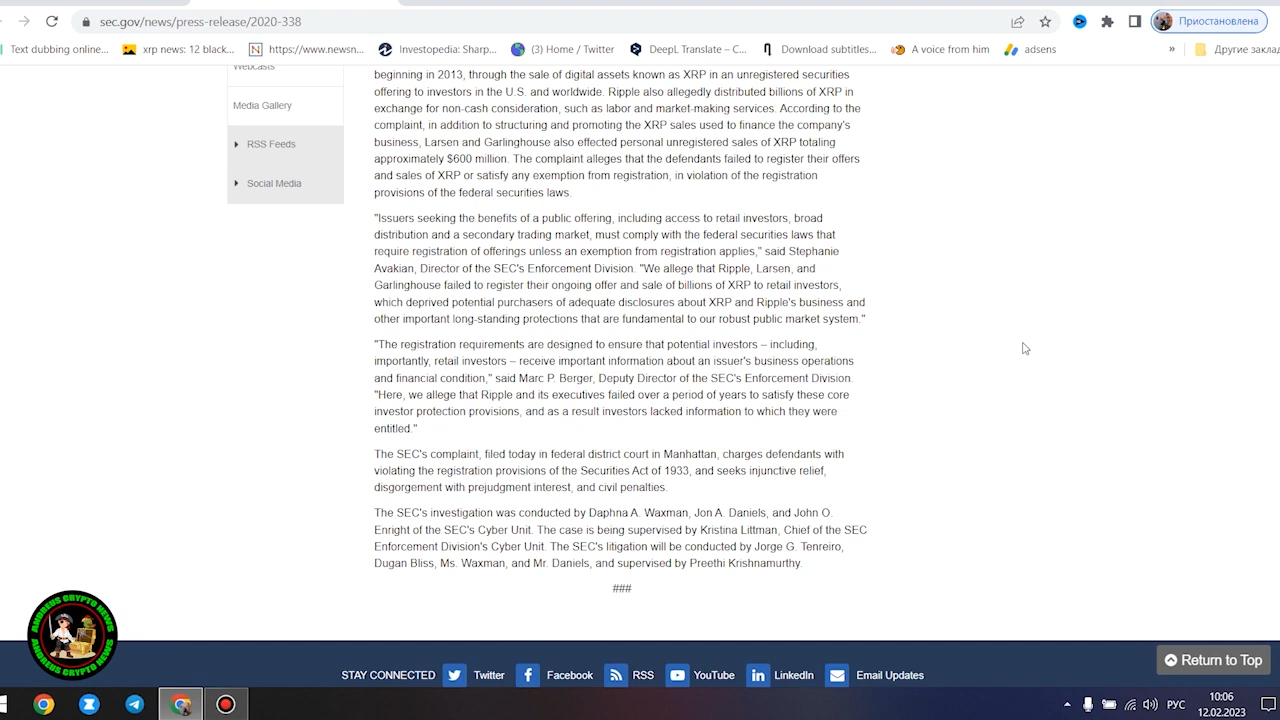 sec.gov/news/press-release/2020-338
Приостановлена
Text dubbing online...
xrp news: 12 black...
https://www.newsn...
Investopedia: Sharp...
(3) Home / Twitter
DeepL Translate – C...
Download subtitles...
A voice from him
adsens
»
Другие заклад
Webcasts
Media Gallery
RSS Feeds
Social Media
beginning in 2013, through the sale of digital assets known as XRP in an unregistered securities
offering to investors in the U.S. and worldwide. Ripple also allegedly distributed billions of XRP in
exchange for non-cash consideration, such as labor and market-making services. According to the
complaint, in addition to structuring and promoting the XRP sales used to finance the company's
business, Larsen and Garlinghouse also effected personal unregistered sales of XRP totaling
approximately $600 million. The complaint alleges that the defendants failed to register their offers
and sales of XRP or satisfy any exemption from registration, in violation of the registration
provisions of the federal securities laws.
"Issuers seeking the benefits of a public offering, including access to retail investors, broad
distribution and a secondary trading market, must comply with the federal securities laws that
require registration of offerings unless an exemption from registration applies," said Stephanie
Avakian, Director of the SEC's Enforcement Division. "We allege that Ripple, Larsen, and
Garlinghouse failed to register their ongoing offer and sale of billions of XRP to retail investors,
which deprived potential purchasers of adequate disclosures about XRP and Ripple's business and
other important long-standing protections that are fundamental to our robust public market system."
"The registration requirements are designed to ensure that potential investors – including,
importantly, retail investors – receive important information about an issuer's business operations
and financial condition," said Marc P. Berger, Deputy Director of the SEC's Enforcement Division.
"Here, we allege that Ripple and its executives failed over a period of years to satisfy these core
investor protection provisions, and as a result investors lacked information to which they were
entitled."
The SEC's complaint, filed today in federal district court in Manhattan, charges defendants with
violating the registration provisions of the Securities Act of 1933, and seeks injunctive relief,
disgorgement with prejudgment interest, and civil penalties.
The SEC's investigation was conducted by Daphna A. Waxman, Jon A. Daniels, and John O.
Enright of the SEC's Cyber Unit. The case is being supervised by Kristina Littman, Chief of the SEC
Enforcement Division's Cyber Unit. The SEC's litigation will be conducted by Jorge G. Tenreiro,
Dugan Bliss, Ms. Waxman, and Mr. Daniels, and supervised by Preethi Krishnamurthy.
###
ANDREUS CRYPTO NEWS
ANDREUS CRYPTO NEWS
Return to Top
STAY CONNECTED
Twitter
Facebook
RSS
YouTube
LinkedIn
Email Updates
РУС
10:06
12.02.2023